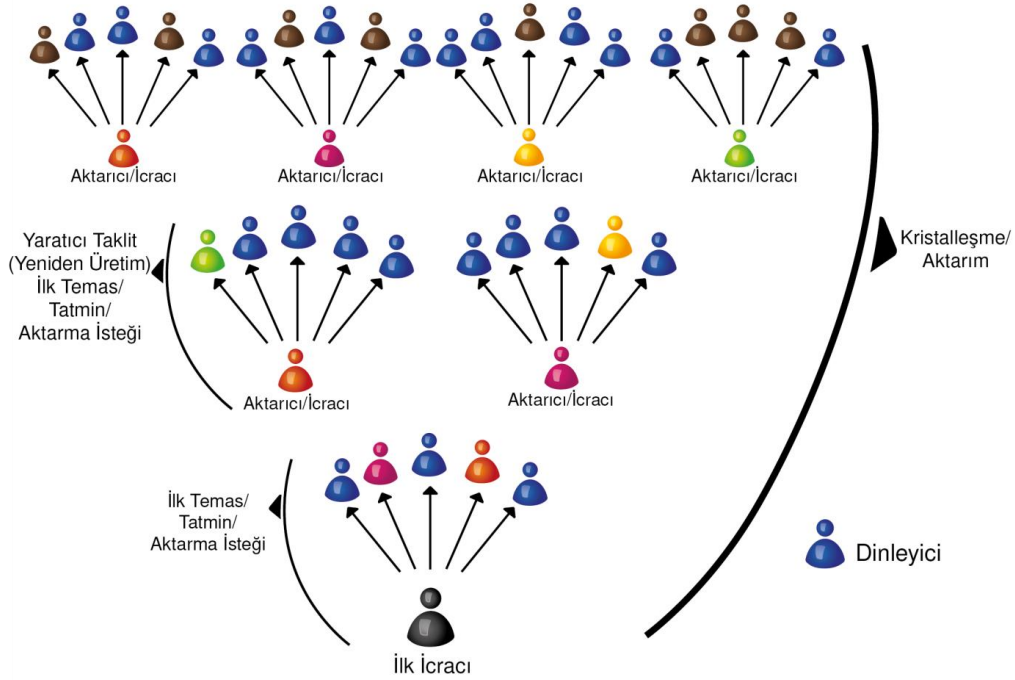 Aktarıcı/İcracı
Aktarıcı/İcracı
Aktarıcı/İcracı
Aktarıcı/İcracı
Yaratıcı Taklit
(Yeniden Üretim)
İlk Temas/
Tatmin/
Aktarma İsteği
Kristalleşme/
Aktarım
Aktarıcı/İcracı
Aktarıcı/İcracı
İlk Temas/
Tatmin/
Aktarma İsteği
Dinleyici
İlk İcracı